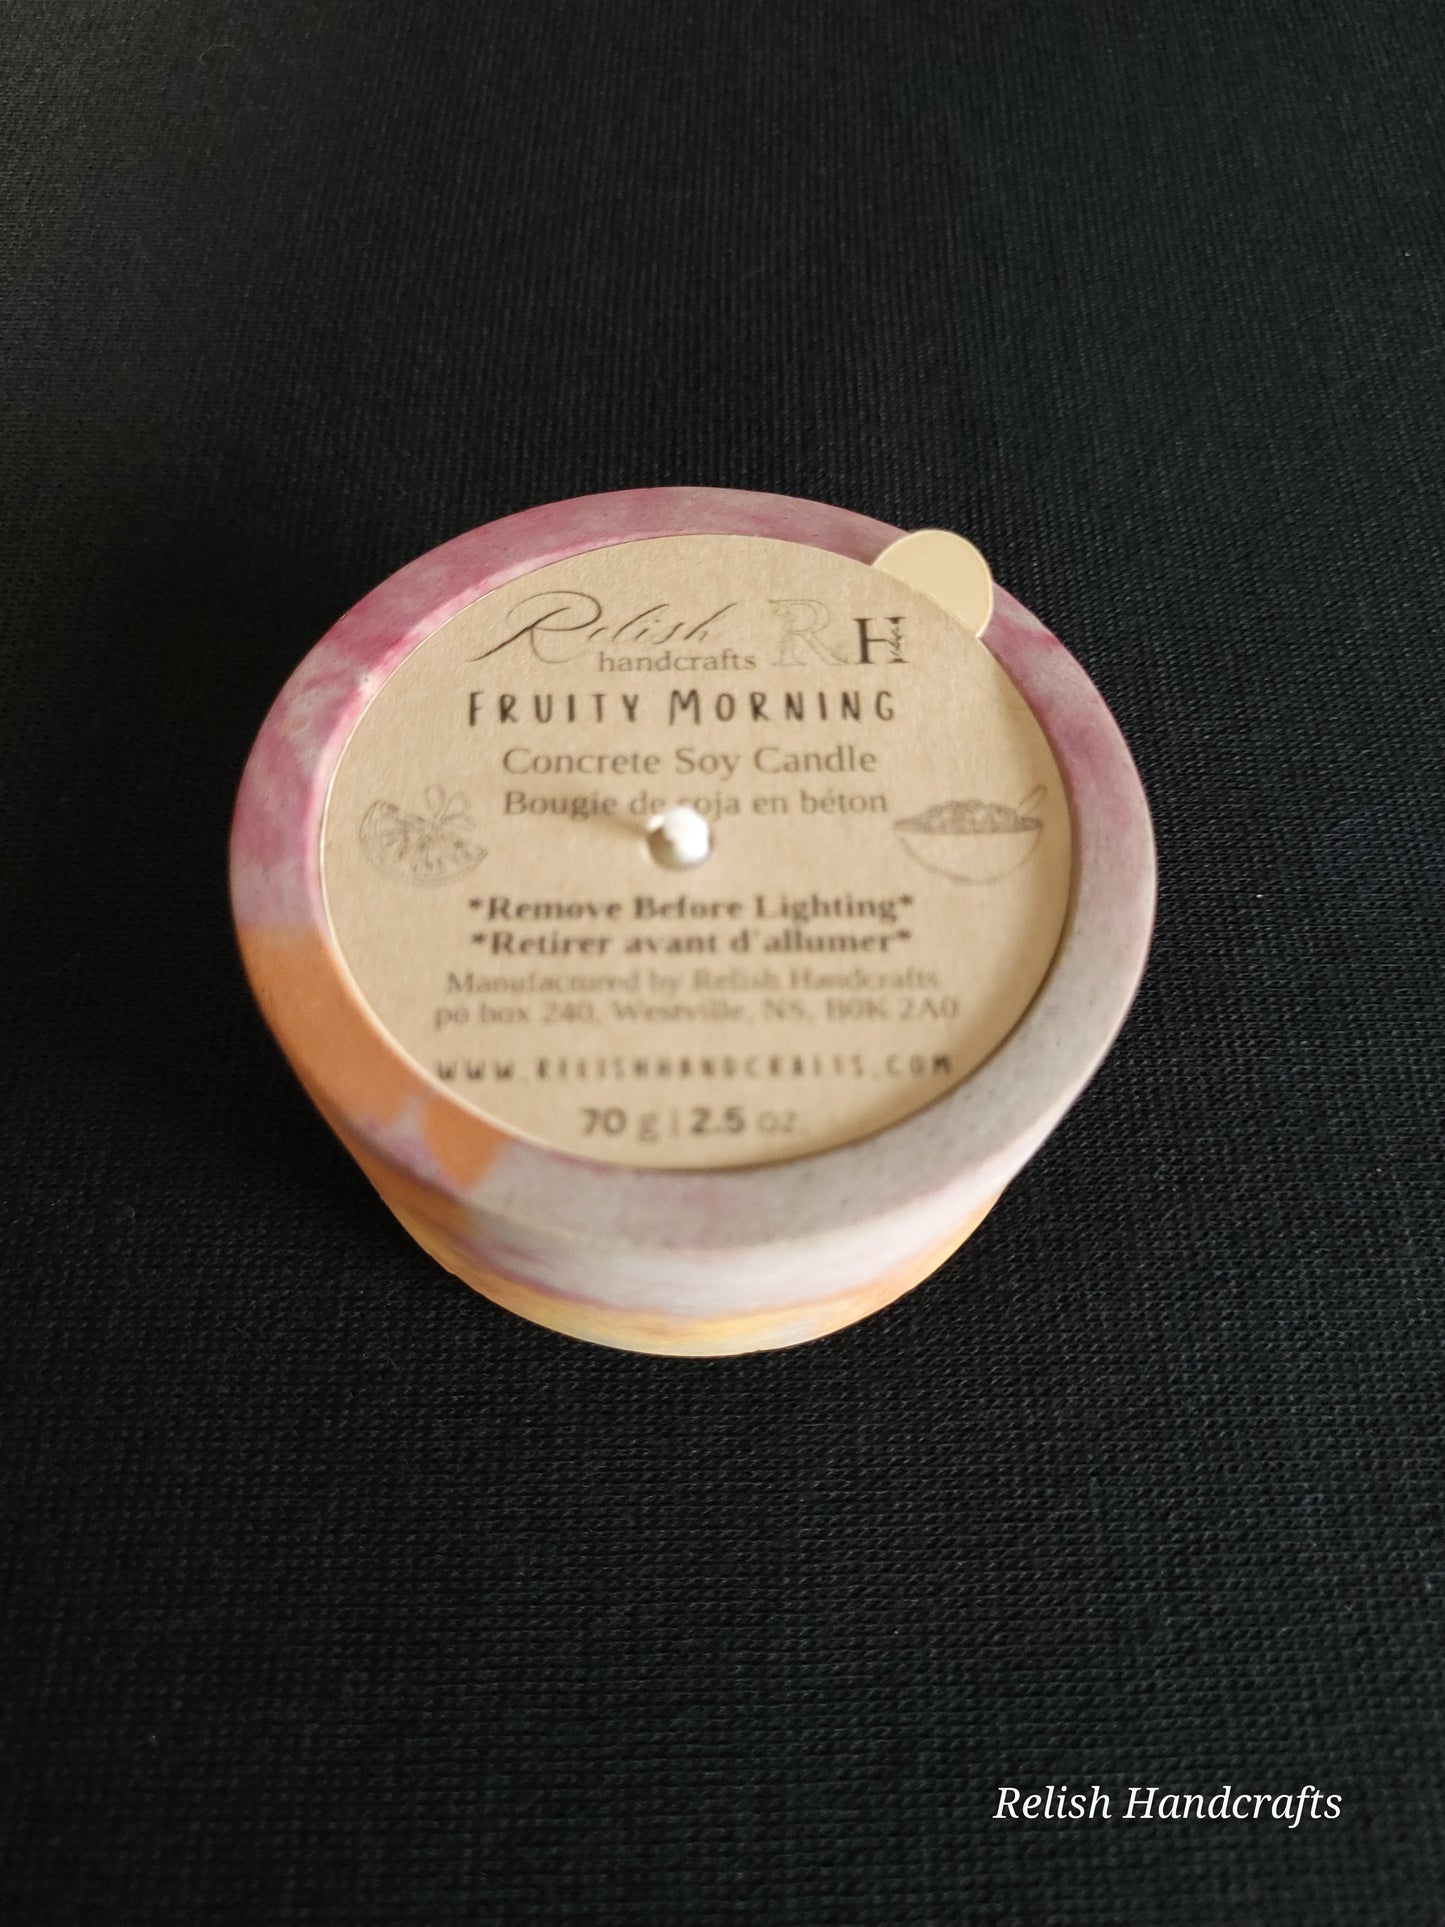 Relish RH
handcrafts
FRUITY MORNING
Concrete Soy Candle
Bougie de soja en béton
*Remove Before Lighting*
*Retirer avant d'allumer*
Manufactured by Relish Handcrafts
po box 240, Westville, NS, B0K 2A0
WWW.RELISHHANDCRAFTS.COM
70 g | 2.5 oz
Relish Handcrafts